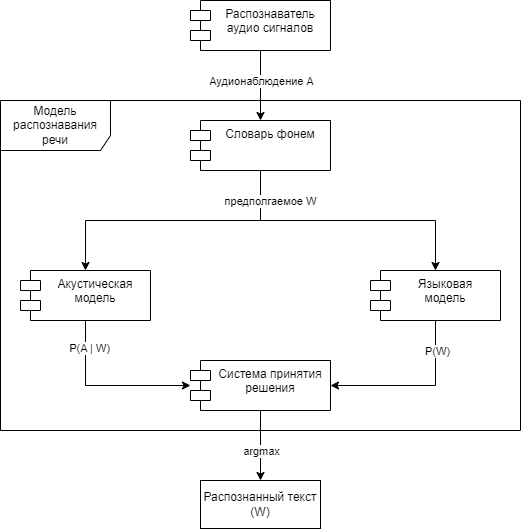 Распознаватель
аудио сигналов
Аудионаблюдение A
Модель
распознавания
речи
Словарь фонем
предполгаемое W
Акустическая
модель
Языковая
модель
P(A | W)
P(W)
Система принятия
решения
argmax
Распознанный текст
(W)